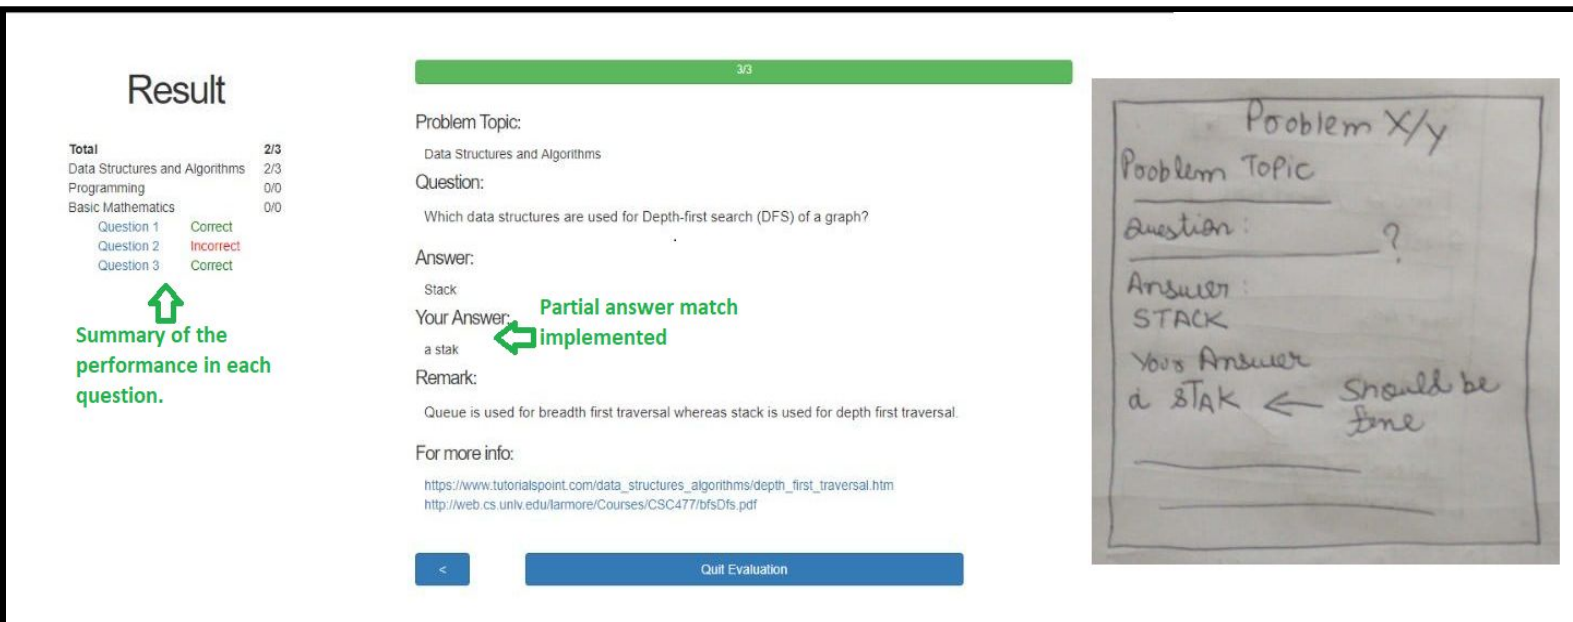 Result
Total 2/3
Data Structures and Algorithms 2/3
Programming 0/0
Basic Mathematics 0/0
Question 1 Correct
Question 2 Incorrect
Question 3 Correct
Summary of the
performance in each
question.
3/3
Problem Topic:
Data Structures and Algorithms
Question:
Which data structures are used for Depth-first search (DFS) of a graph?
Answer:
Stack
Your Answer:
a stak
Partial answer match
implemented
Remark:
Queue is used for breadth first traversal whereas stack is used for depth first traversal.
For more info:
https://www.tutorialspoint.com/data_structures_algorithms/depth_first_traversal.htm
http://web.cs.unlv.edu/larmore/Courses/CSC477/bfsDfs.pdf
<
Quit Evaluation
Problem X/y
Problem Topic
Question:
?
Answer:
STACK
Your Answer
a STAK ← Should be
fine